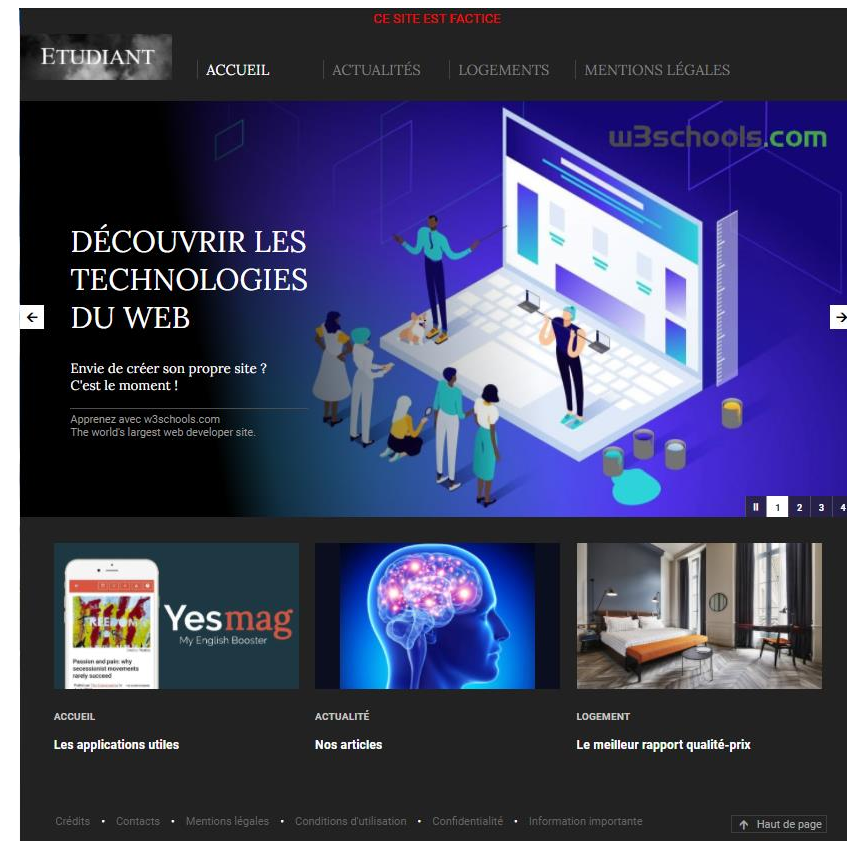 CE SITE EST FACTICE
ETUDIANT
ACCUEIL
ACTUALITÉS
LOGEMENTS
MENTIONS LÉGALES
w3schools.com
DÉCOUVRIR LES
TECHNOLOGIES
DU WEB
Envie de créer son propre site ?
C'est le moment !
Apprenez avec w3schools.com
The world's largest web developer site.
1 2 3 4
FREEDOM
Passion and pain: why
secessionist movements
rarely succeed
Yesmag
My English Booster
ACCUEIL
Les applications utiles
ACTUALITÉ
Nos articles
LOGEMENT
Le meilleur rapport qualité-prix
Crédits • Contacts • Mentions légales • Conditions d'utilisation • Confidentialité • Information importante
Haut de page